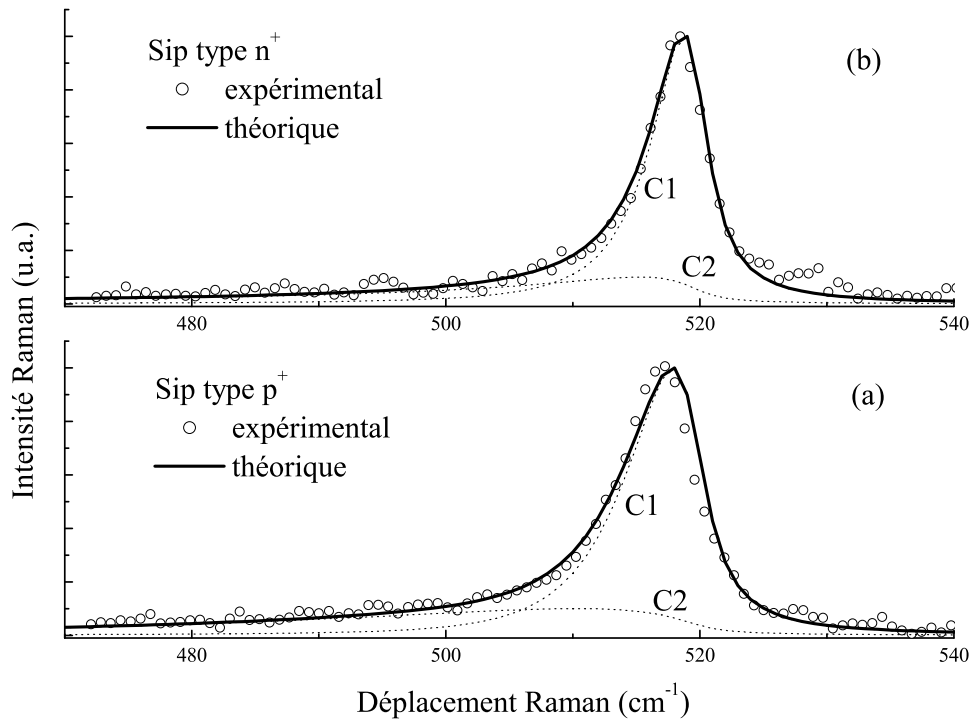 Sip type n⁺
expérimental
théorique
(b)
C1
C2
480
500
520
540
Sip type p⁺
expérimental
théorique
(a)
C1
C2
480
500
520
540
Intensité Raman (u.a.)
Déplacement Raman (cm⁻¹)